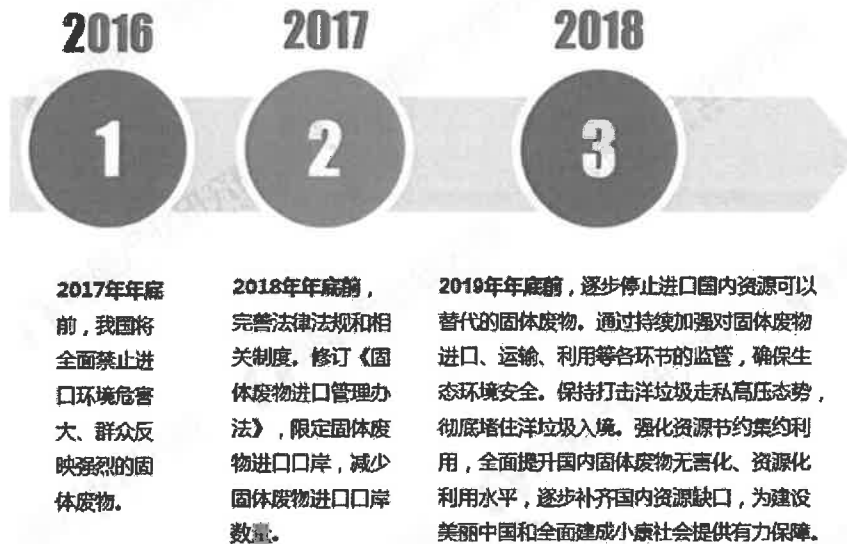 2016
2017
2018
1
2
3
2017年年底
前，我国将
全面禁止进
口环境危害
大、群众反
映强烈的固
体废物。
2018年年底前，
完善法律法规和相
关制度。修订《固
体废物进口管理办
法》，限定固体废
物进口口岸，减少
固体废物进口口岸
数量。
2019年年底前，逐步停止进口国内资源可以
替代的固体废物。通过持续加强对固体废物
进口、运输、利用等各环节的监管，确保生
态环境安全。保持打击洋垃圾走私高压态势，
彻底堵住洋垃圾入境。强化资源节约集约利
用，全面提升国内固体废物无害化、资源化
利用水平，逐步补齐国内资源缺口，为建设
美丽中国和全面建成小康社会提供有力保障。